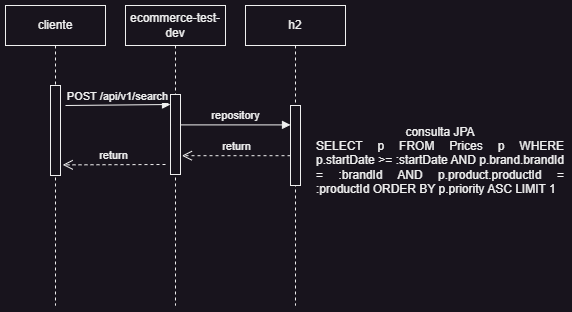 cliente
ecommerce-test-
dev
h2
POST /api/v1/search
repository
return
return
consulta JPA
SELECT p FROM Prices p WHERE
p.startDate >= :startDate AND p.brand.brandId
= :brandId AND p.product.productId =
:productId ORDER BY p.priority ASC LIMIT 1